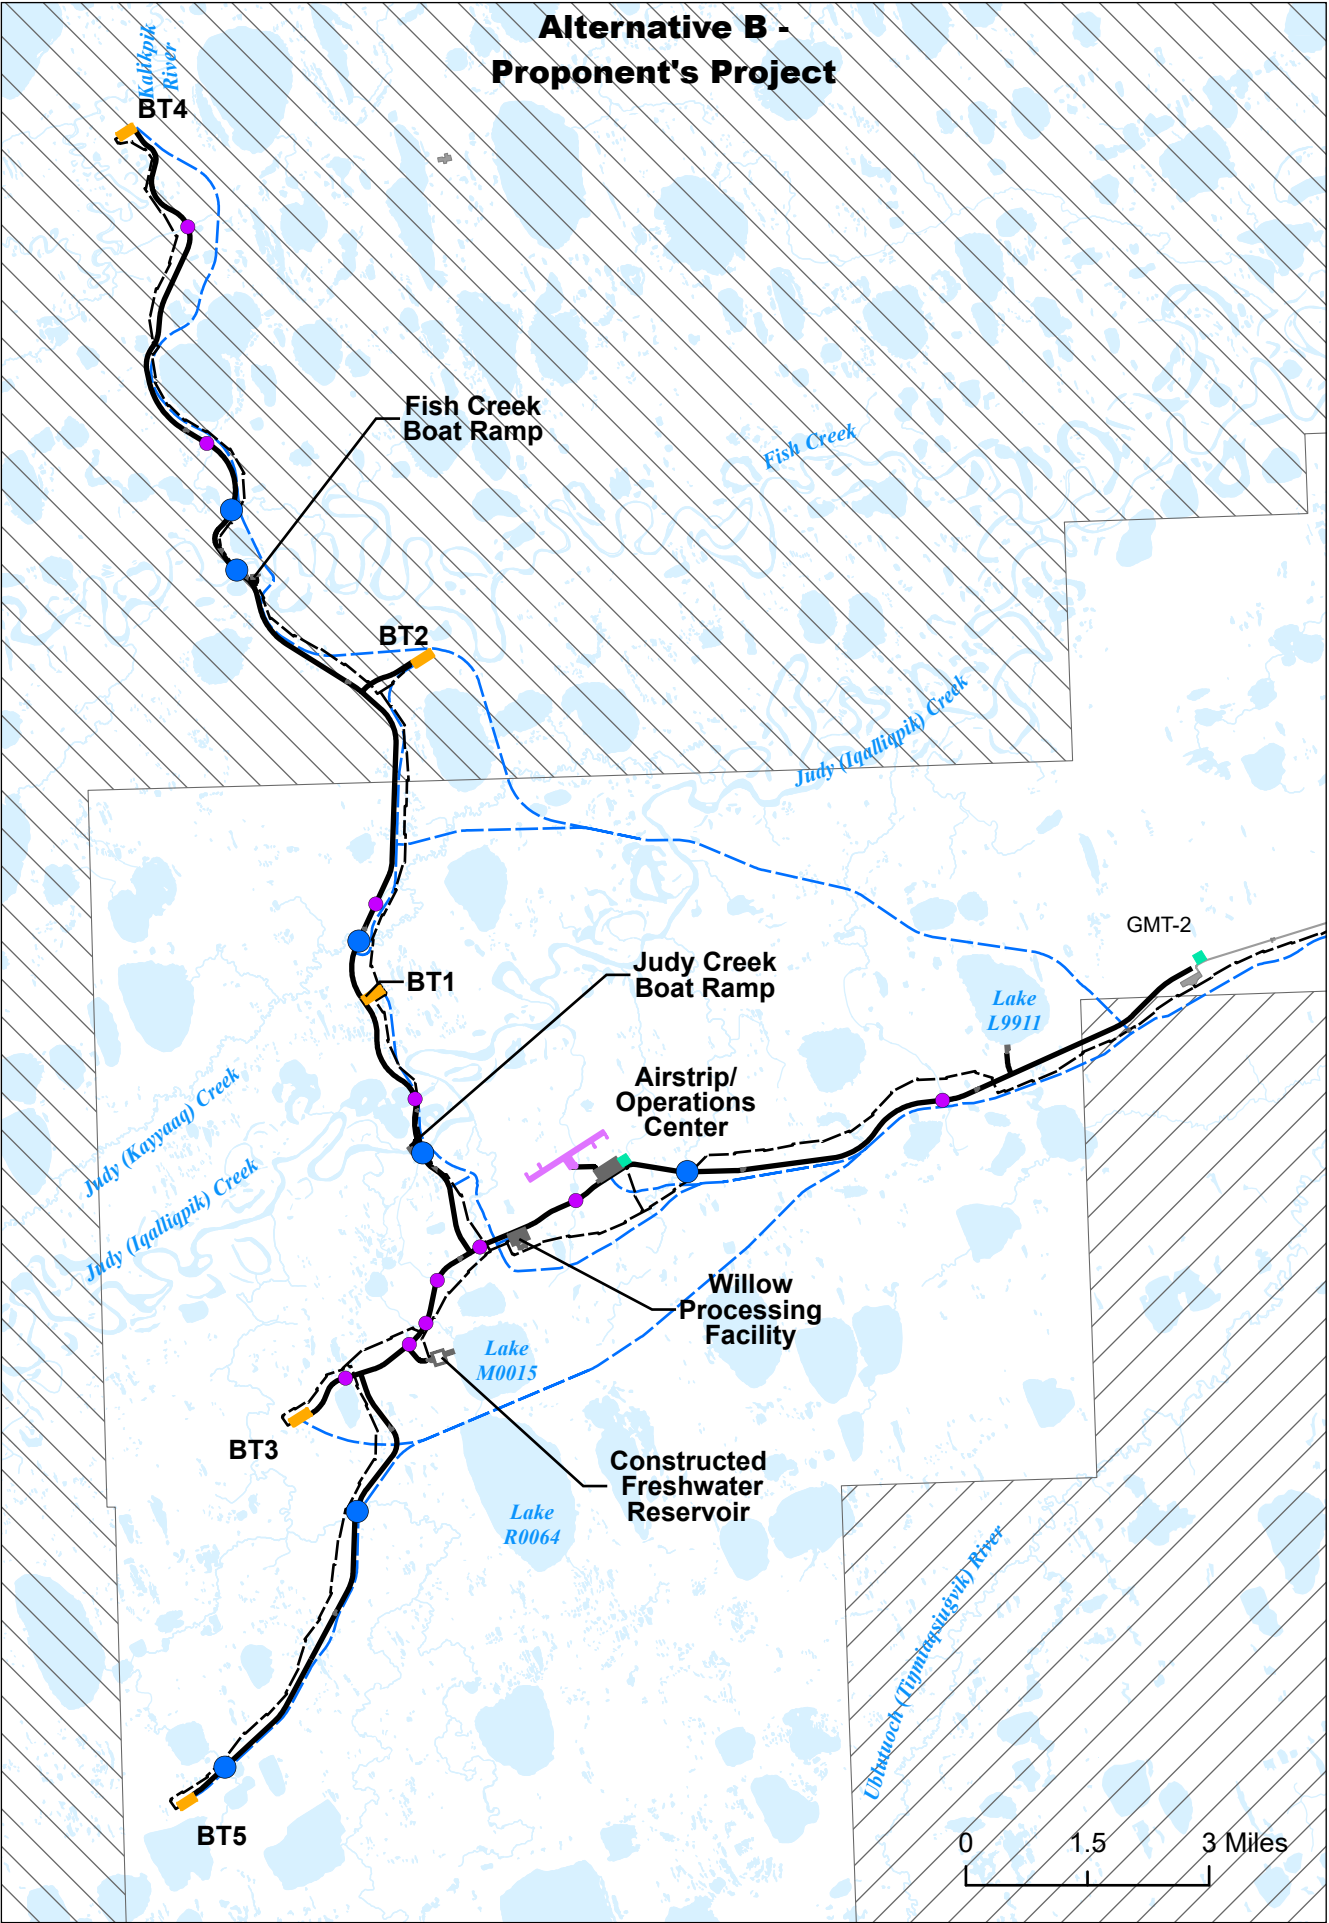 Alternative B -
Proponent's Project
Kalikpik
River
BT4
Fish Creek
Boat Ramp
Fish Creek
BT2
Judy (Iqalliqpik) Creek
GMT-2
BT1
Judy Creek
Boat Ramp
Lake
L9911
Airstrip/
Operations
Center
Judy (Kayyaaq) Creek
Judy (Iqalliqpik) Creek
Willow
Processing
Facility
Lake
M0015
BT3
Constructed
Freshwater
Reservoir
Lake
R0064
Ublutuoch (Tiŋmiaqsiuġvik) River
BT5
0 1.5 3 Miles